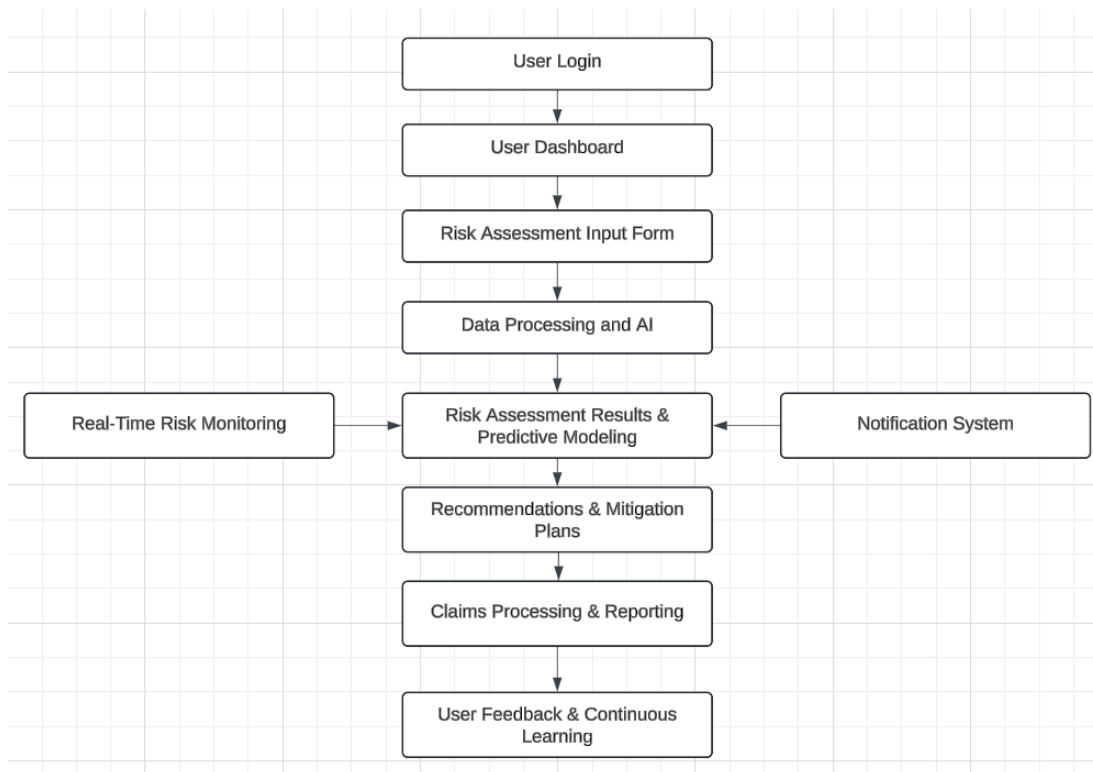 User Login
User Dashboard
Risk Assessment Input Form
Data Processing and AI
Real-Time Risk Monitoring
Risk Assessment Results &
Predictive Modeling
Notification System
Recommendations & Mitigation
Plans
Claims Processing & Reporting
User Feedback & Continuous
Learning